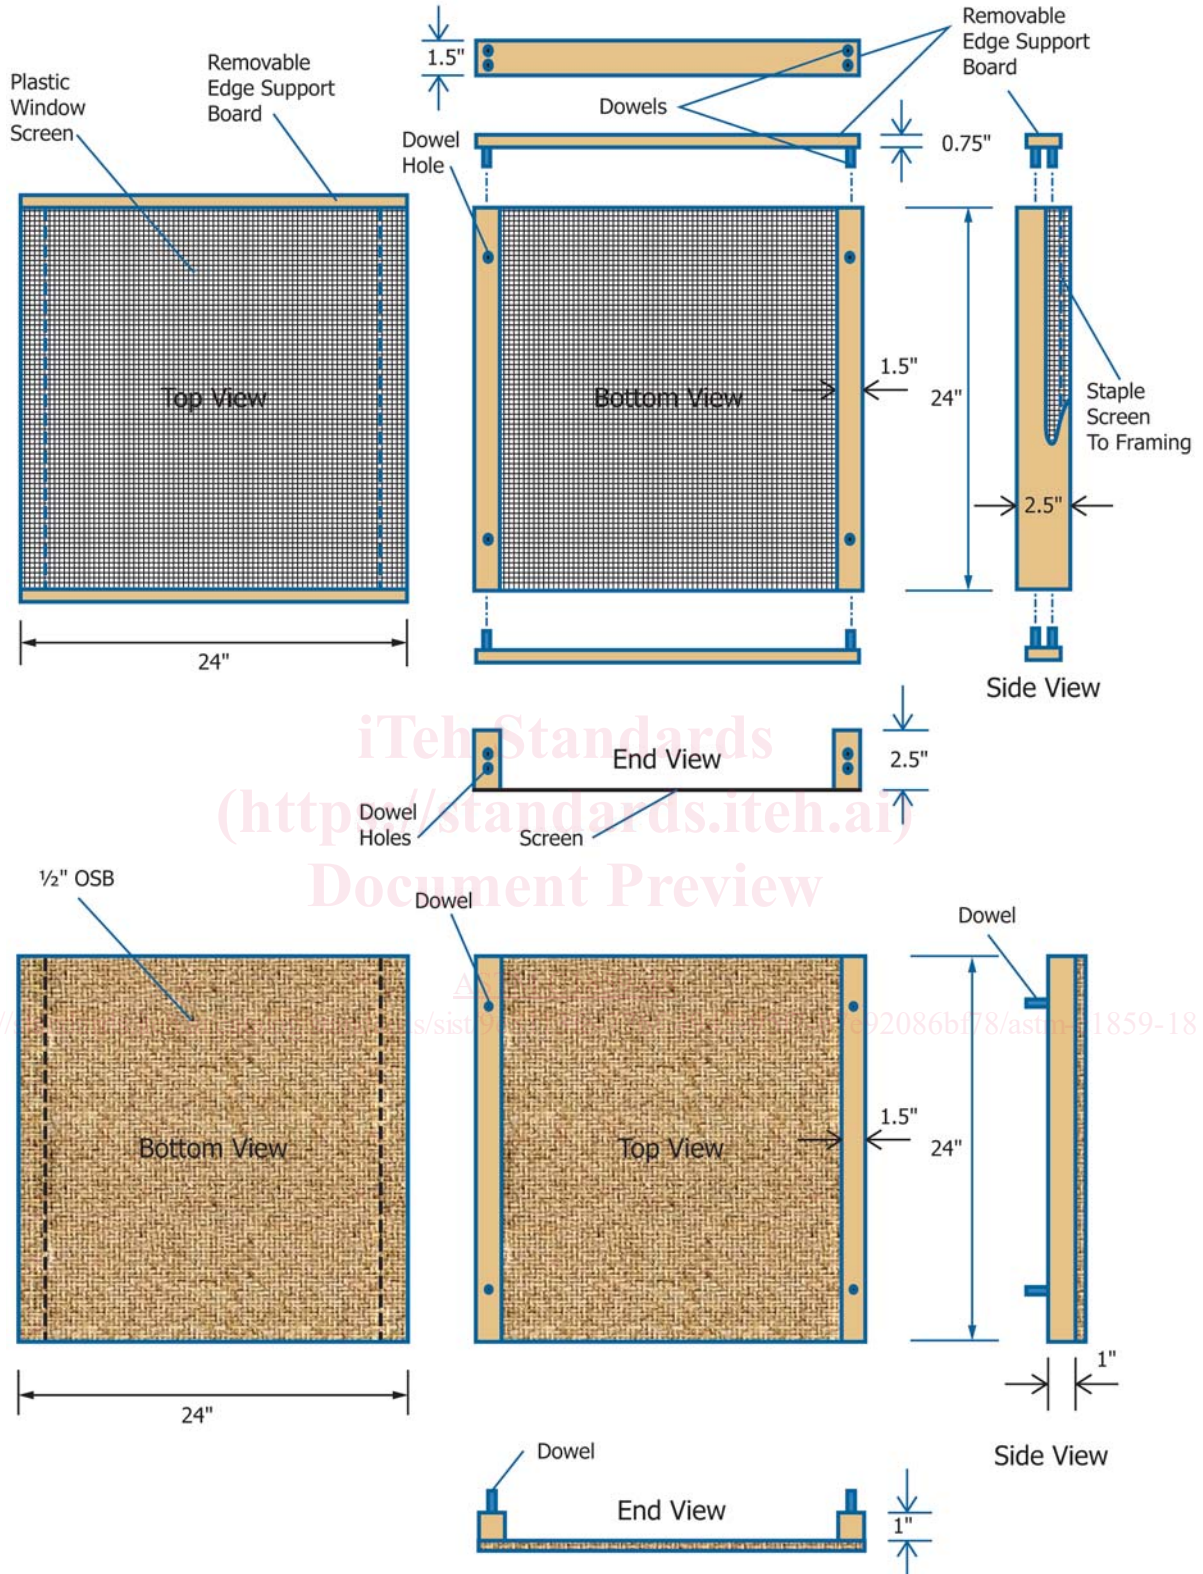 Removable
Edge Support
Board
1.5"
Plastic
Window
Screen
Removable
Edge Support
Board
Dowels
Dowel
Hole
0.75"
Top View
Bottom View
1.5"
24"
Staple
Screen
To Framing
2.5"
24"
Side View
iTeh Standards
End View
2.5"
(https://standards.iteh.ai)
Dowel
Holes
Screen
Document Preview
½" OSB
Dowel
Dowel
Bottom View
Top View
1.5"
24"
24"
1"
Side View
Dowel
End View
1"